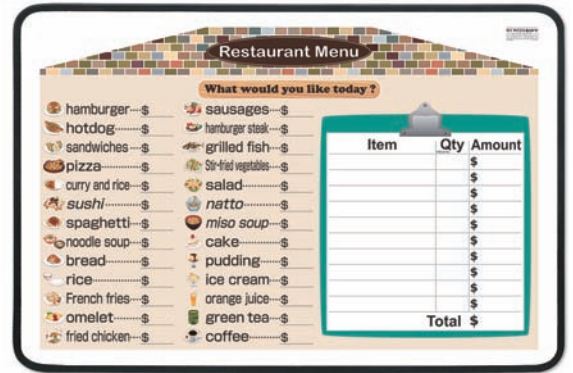 Restaurant Menu
What would you like today ?
hamburger $
hotdog $
sandwiches $
pizza $
curry and rice $
sushi $
spaghetti $
noodle soup $
bread $
rice $
French fries $
omelet $
fried chicken $
sausages $
hamburger steak $
grilled fish $
Stir-fried vegetables $
salad $
natto $
miso soup $
cake $
pudding $
ice cream $
orange juice $
green tea $
coffee $
Item Qty Amount
$
$
$
$
$
$
$
$
$
$
Total $